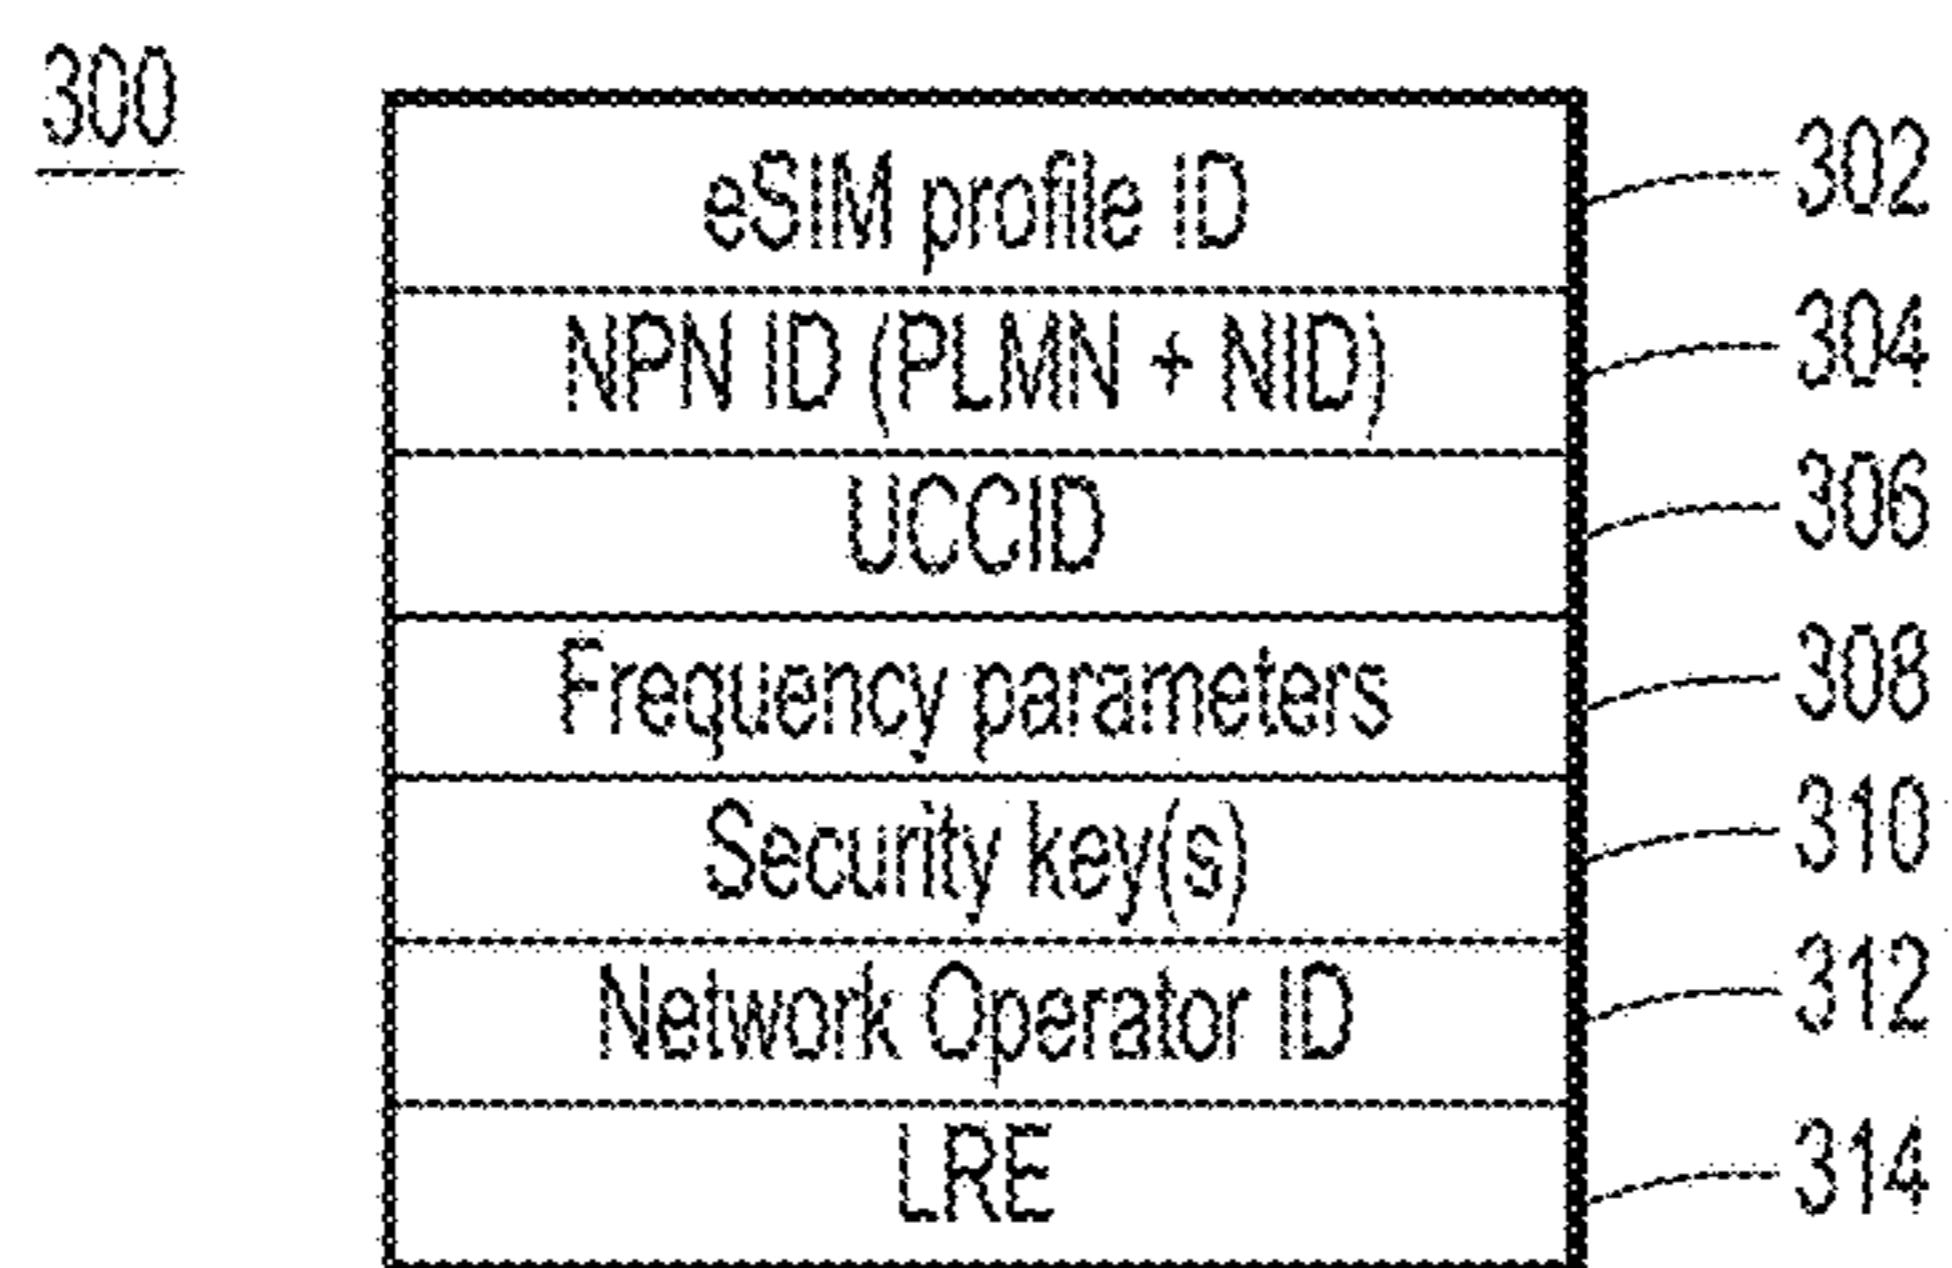 300
eSIM profile ID 302
NPN ID (PLMN + NID) 304
UCCID 306
Frequency parameters 308
Security key(s) 310
Network Operator ID 312
LRE 314